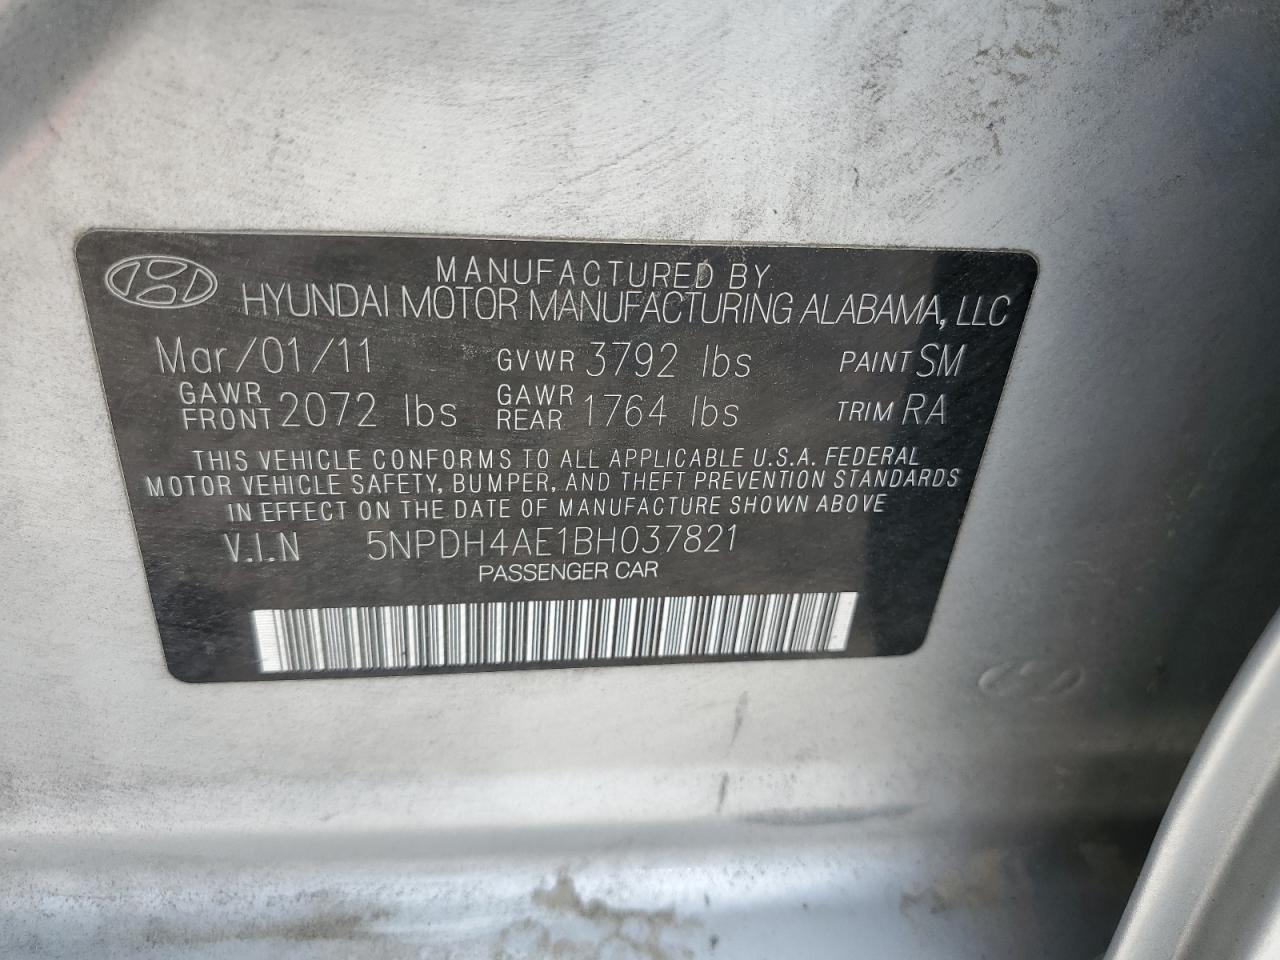 MANUFACTURED BY
HYUNDAI MOTOR MANUFACTURING ALABAMA, LLC
Mar/01/11 GVWR 3792 lbs PAINT SM
GAWR FRONT 2072 lbs GAWR REAR 1764 lbs TRIM RA
THIS VEHICLE CONFORMS TO ALL APPLICABLE U.S.A. FEDERAL
MOTOR VEHICLE SAFETY, BUMPER, AND THEFT PREVENTION STANDARDS
IN EFFECT ON THE DATE OF MANUFACTURE SHOWN ABOVE
V.I.N 5NPDH4AE1BH037821
PASSENGER CAR